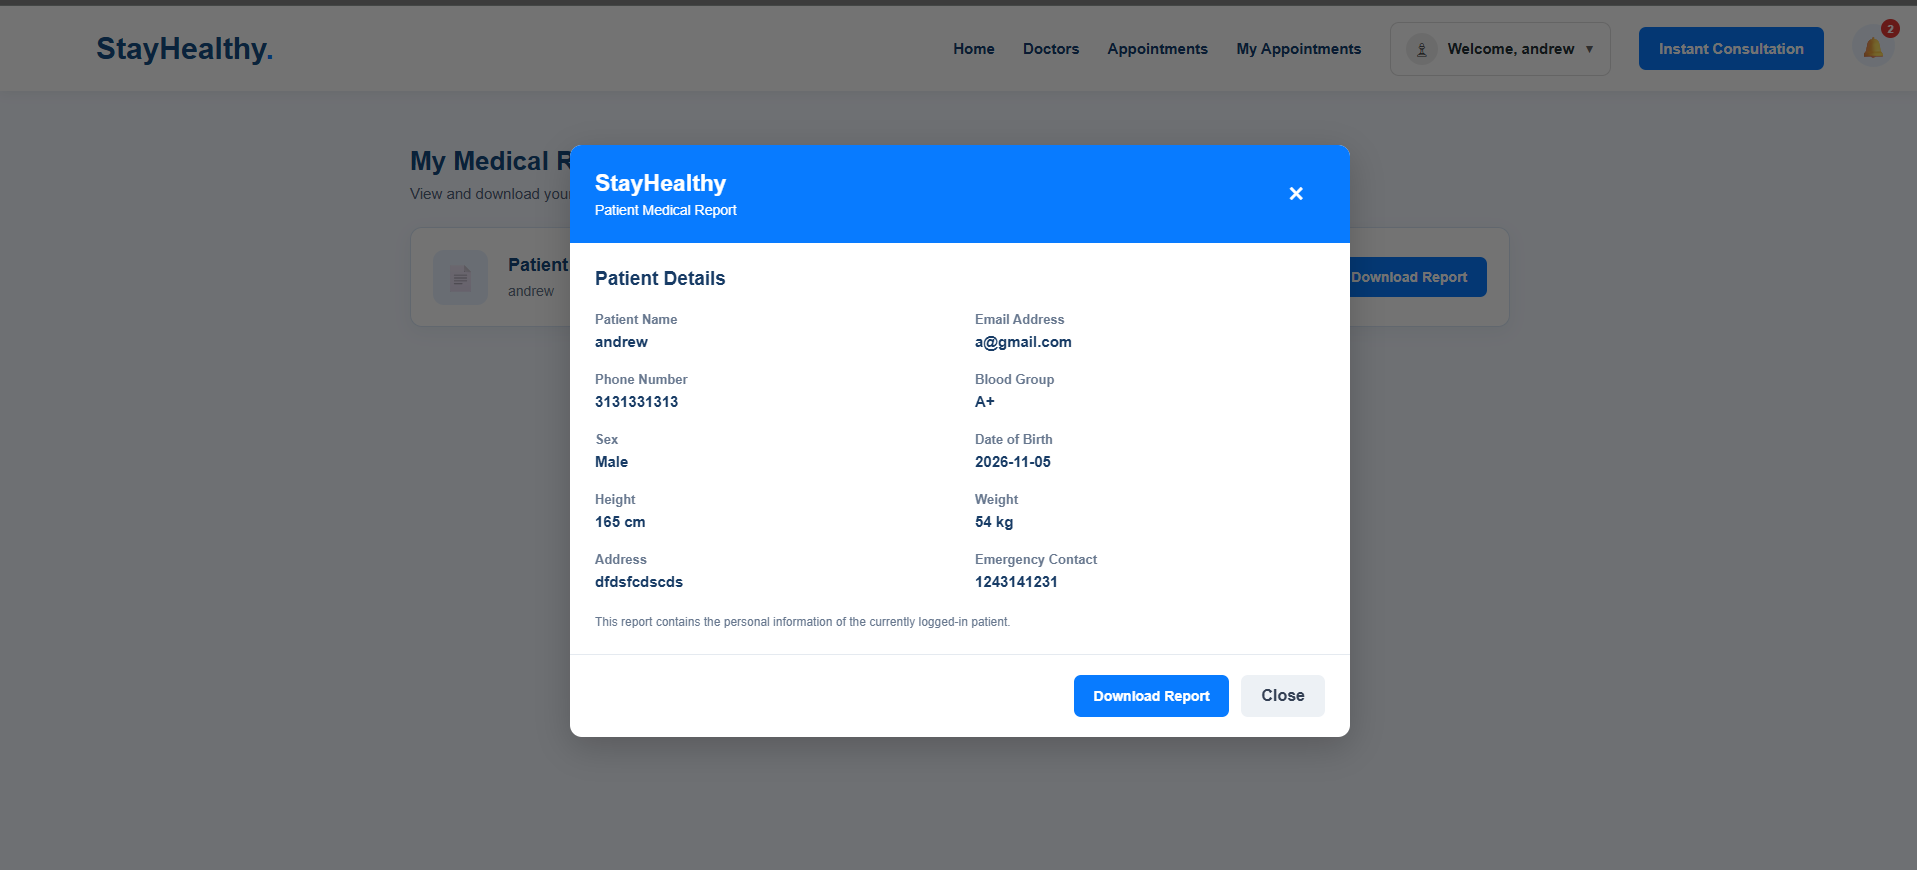 StayHealthy.
Home
Doctors
Appointments
My Appointments
Welcome, andrew ▼
Instant Consultation
2
My Medical R
View and download your
Patient
andrew
Download Report
StayHealthy
Patient Medical Report
×
Patient Details
Patient Name
andrew
Email Address
a@gmail.com
Phone Number
3131331313
Blood Group
A+
Sex
Male
Date of Birth
2026-11-05
Height
165 cm
Weight
54 kg
Address
dfdsfcdscds
Emergency Contact
1243141231
This report contains the personal information of the currently logged-in patient.
Download Report
Close